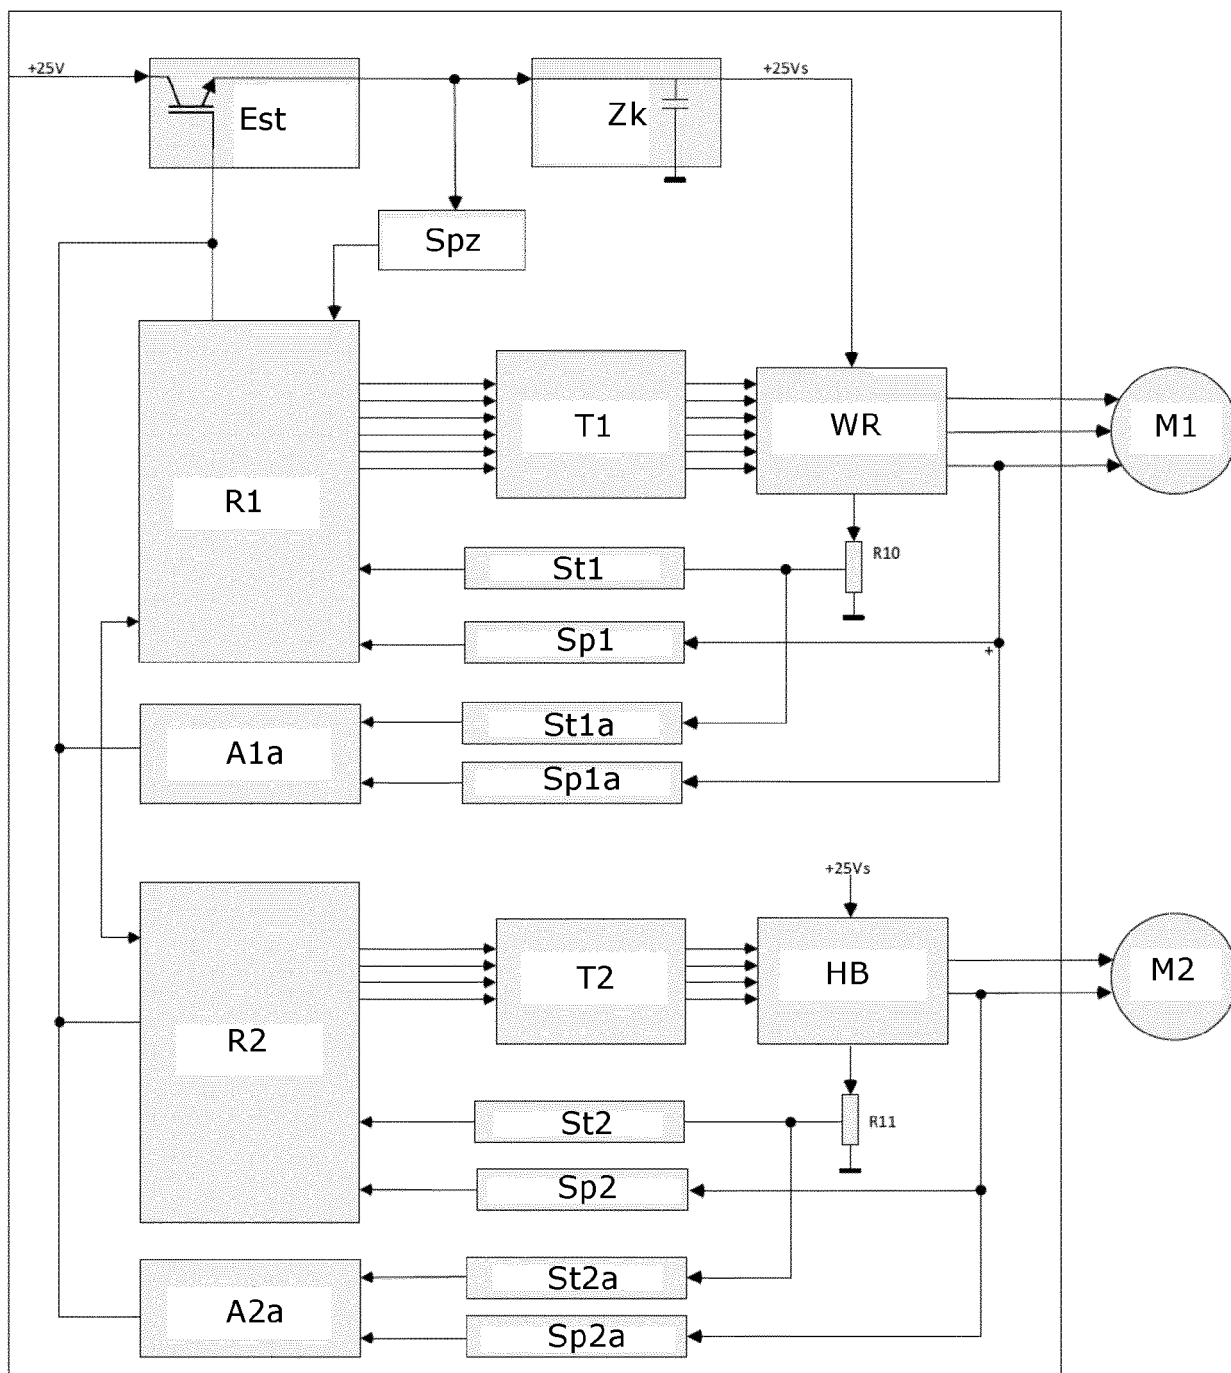 +25V
Est
Zk
+25Vs
Spz
R1
T1
WR
M1
R10
St1
Sp1
+
St1a
A1a
Sp1a
+25Vs
R2
T2
HB
M2
St2
R11
Sp2
St2a
A2a
Sp2a